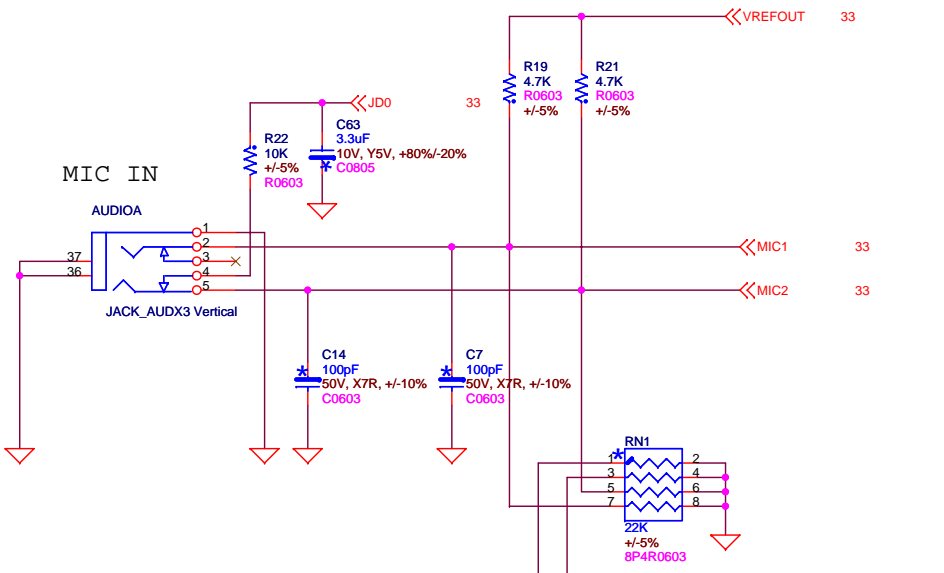 VREFOUT 33
R19
4.7K
R0603
+/-5%
R21
4.7K
R0603
+/-5%
JD0 33
R22
10K
+/-5%
R0603
C63
3.3uF
10V, Y5V, +80%/-20%
C0805
MIC IN
AUDIOA
1
2
3
4
5
37
36
JACK_AUDX3 Vertical
MIC1 33
MIC2 33
C14
100pF
50V, X7R, +/-10%
C0603
C7
100pF
50V, X7R, +/-10%
C0603
RN1
1 2
3 4
5 6
7 8
22K
+/-5%
8P4R0603